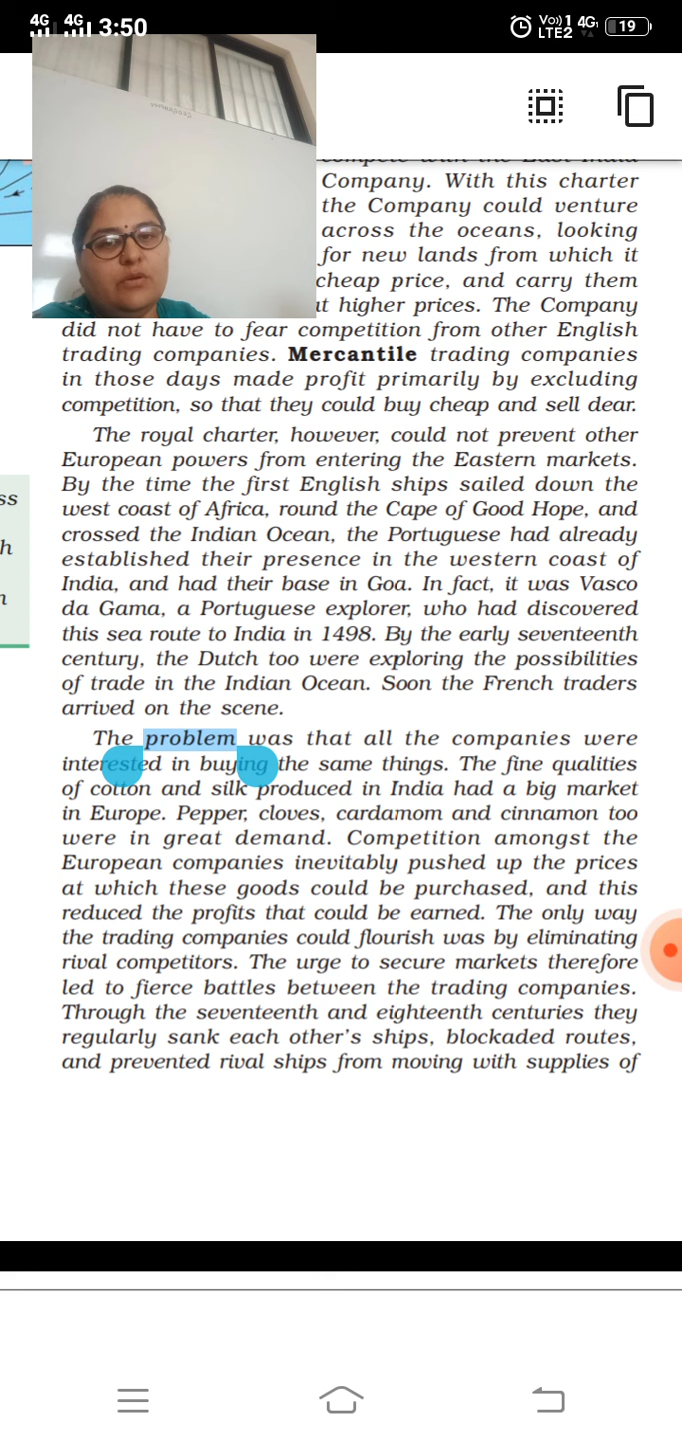 4G 4G 3:50 Vo)) 1 4G LTE2 19
Company. With this charter
the Company could venture
across the oceans, looking
for new lands from which it
cheap price, and carry them
at higher prices. The Company
did not have to fear competition from other English
trading companies. Mercantile trading companies
in those days made profit primarily by excluding
competition, so that they could buy cheap and sell dear.
The royal charter, however, could not prevent other
European powers from entering the Eastern markets.
By the time the first English ships sailed down the
west coast of Africa, round the Cape of Good Hope, and
crossed the Indian Ocean, the Portuguese had already
established their presence in the western coast of
India, and had their base in Goa. In fact, it was Vasco
da Gama, a Portuguese explorer, who had discovered
this sea route to India in 1498. By the early seventeenth
century, the Dutch too were exploring the possibilities
of trade in the Indian Ocean. Soon the French traders
arrived on the scene.
The problem was that all the companies were
interested in buying the same things. The fine qualities
of cotton and silk produced in India had a big market
in Europe. Pepper, cloves, cardamom and cinnamon too
were in great demand. Competition amongst the
European companies inevitably pushed up the prices
at which these goods could be purchased, and this
reduced the profits that could be earned. The only way
the trading companies could flourish was by eliminating
rival competitors. The urge to secure markets therefore
led to fierce battles between the trading companies.
Through the seventeenth and eighteenth centuries they
regularly sank each other's ships, blockaded routes,
and prevented rival ships from moving with supplies of